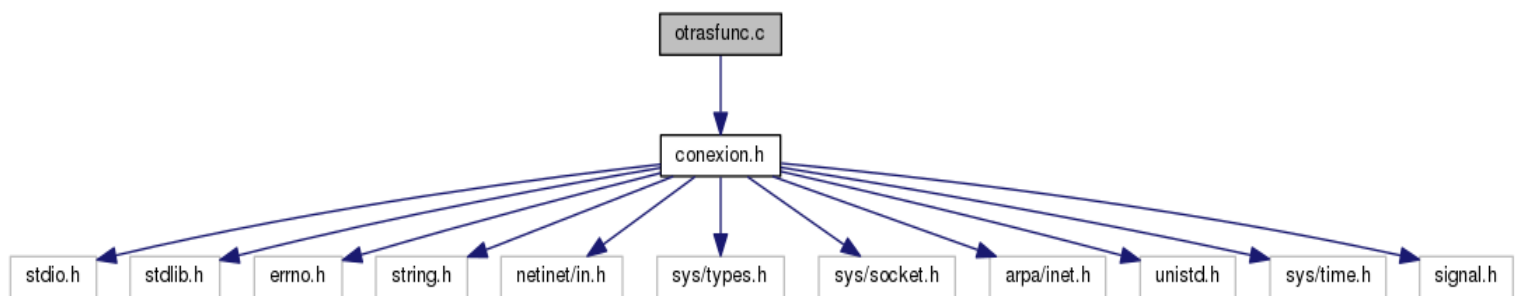 otrasfunc.c
conexion.h
stdio.h
stdlib.h
errno.h
string.h
netinet/in.h
sys/types.h
sys/socket.h
arpa/inet.h
unistd.h
sys/time.h
signal.h